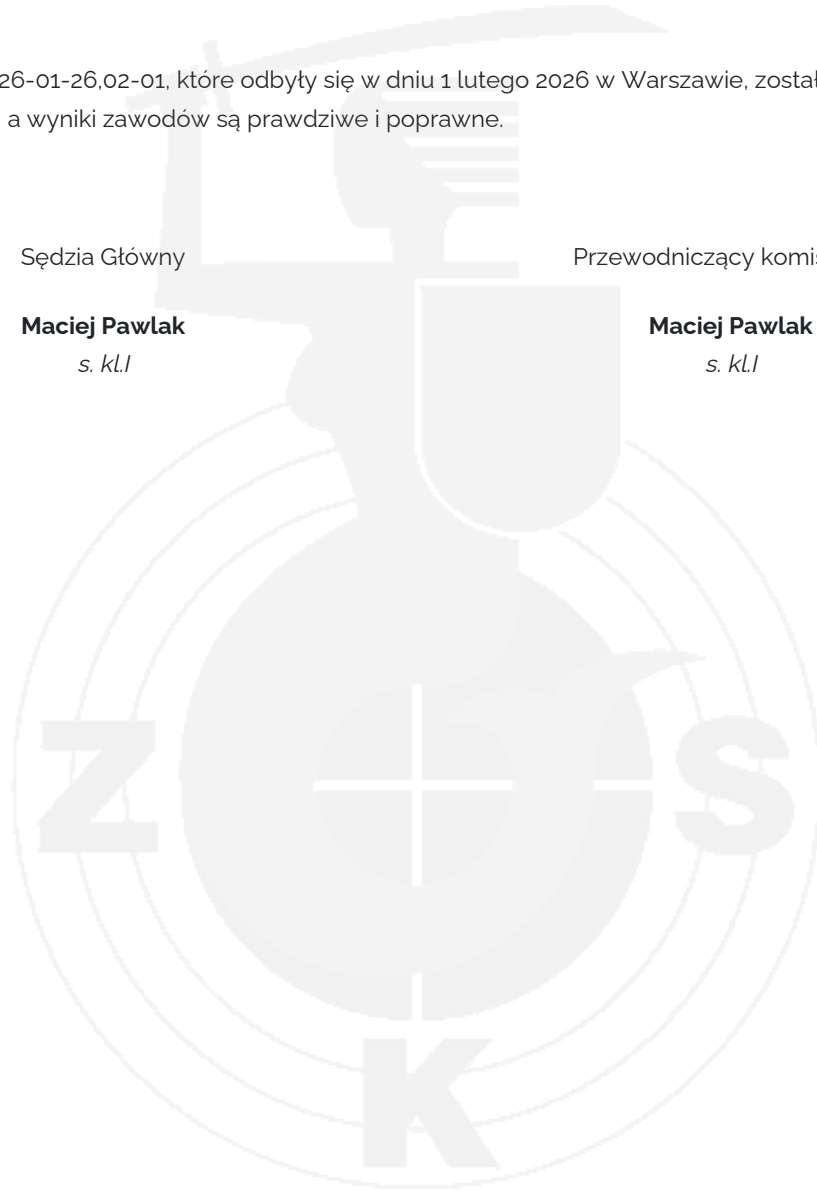 26-01-26,02-01, które odbyły się w dniu 1 lutego 2026 w Warszawie, został
a wyniki zawodów są prawdziwe i poprawne.
Sędzia Główny
Przewodniczący komis
Maciej Pawlak
Maciej Pawlak
s. kl.I
s. kl.I
Z S
K